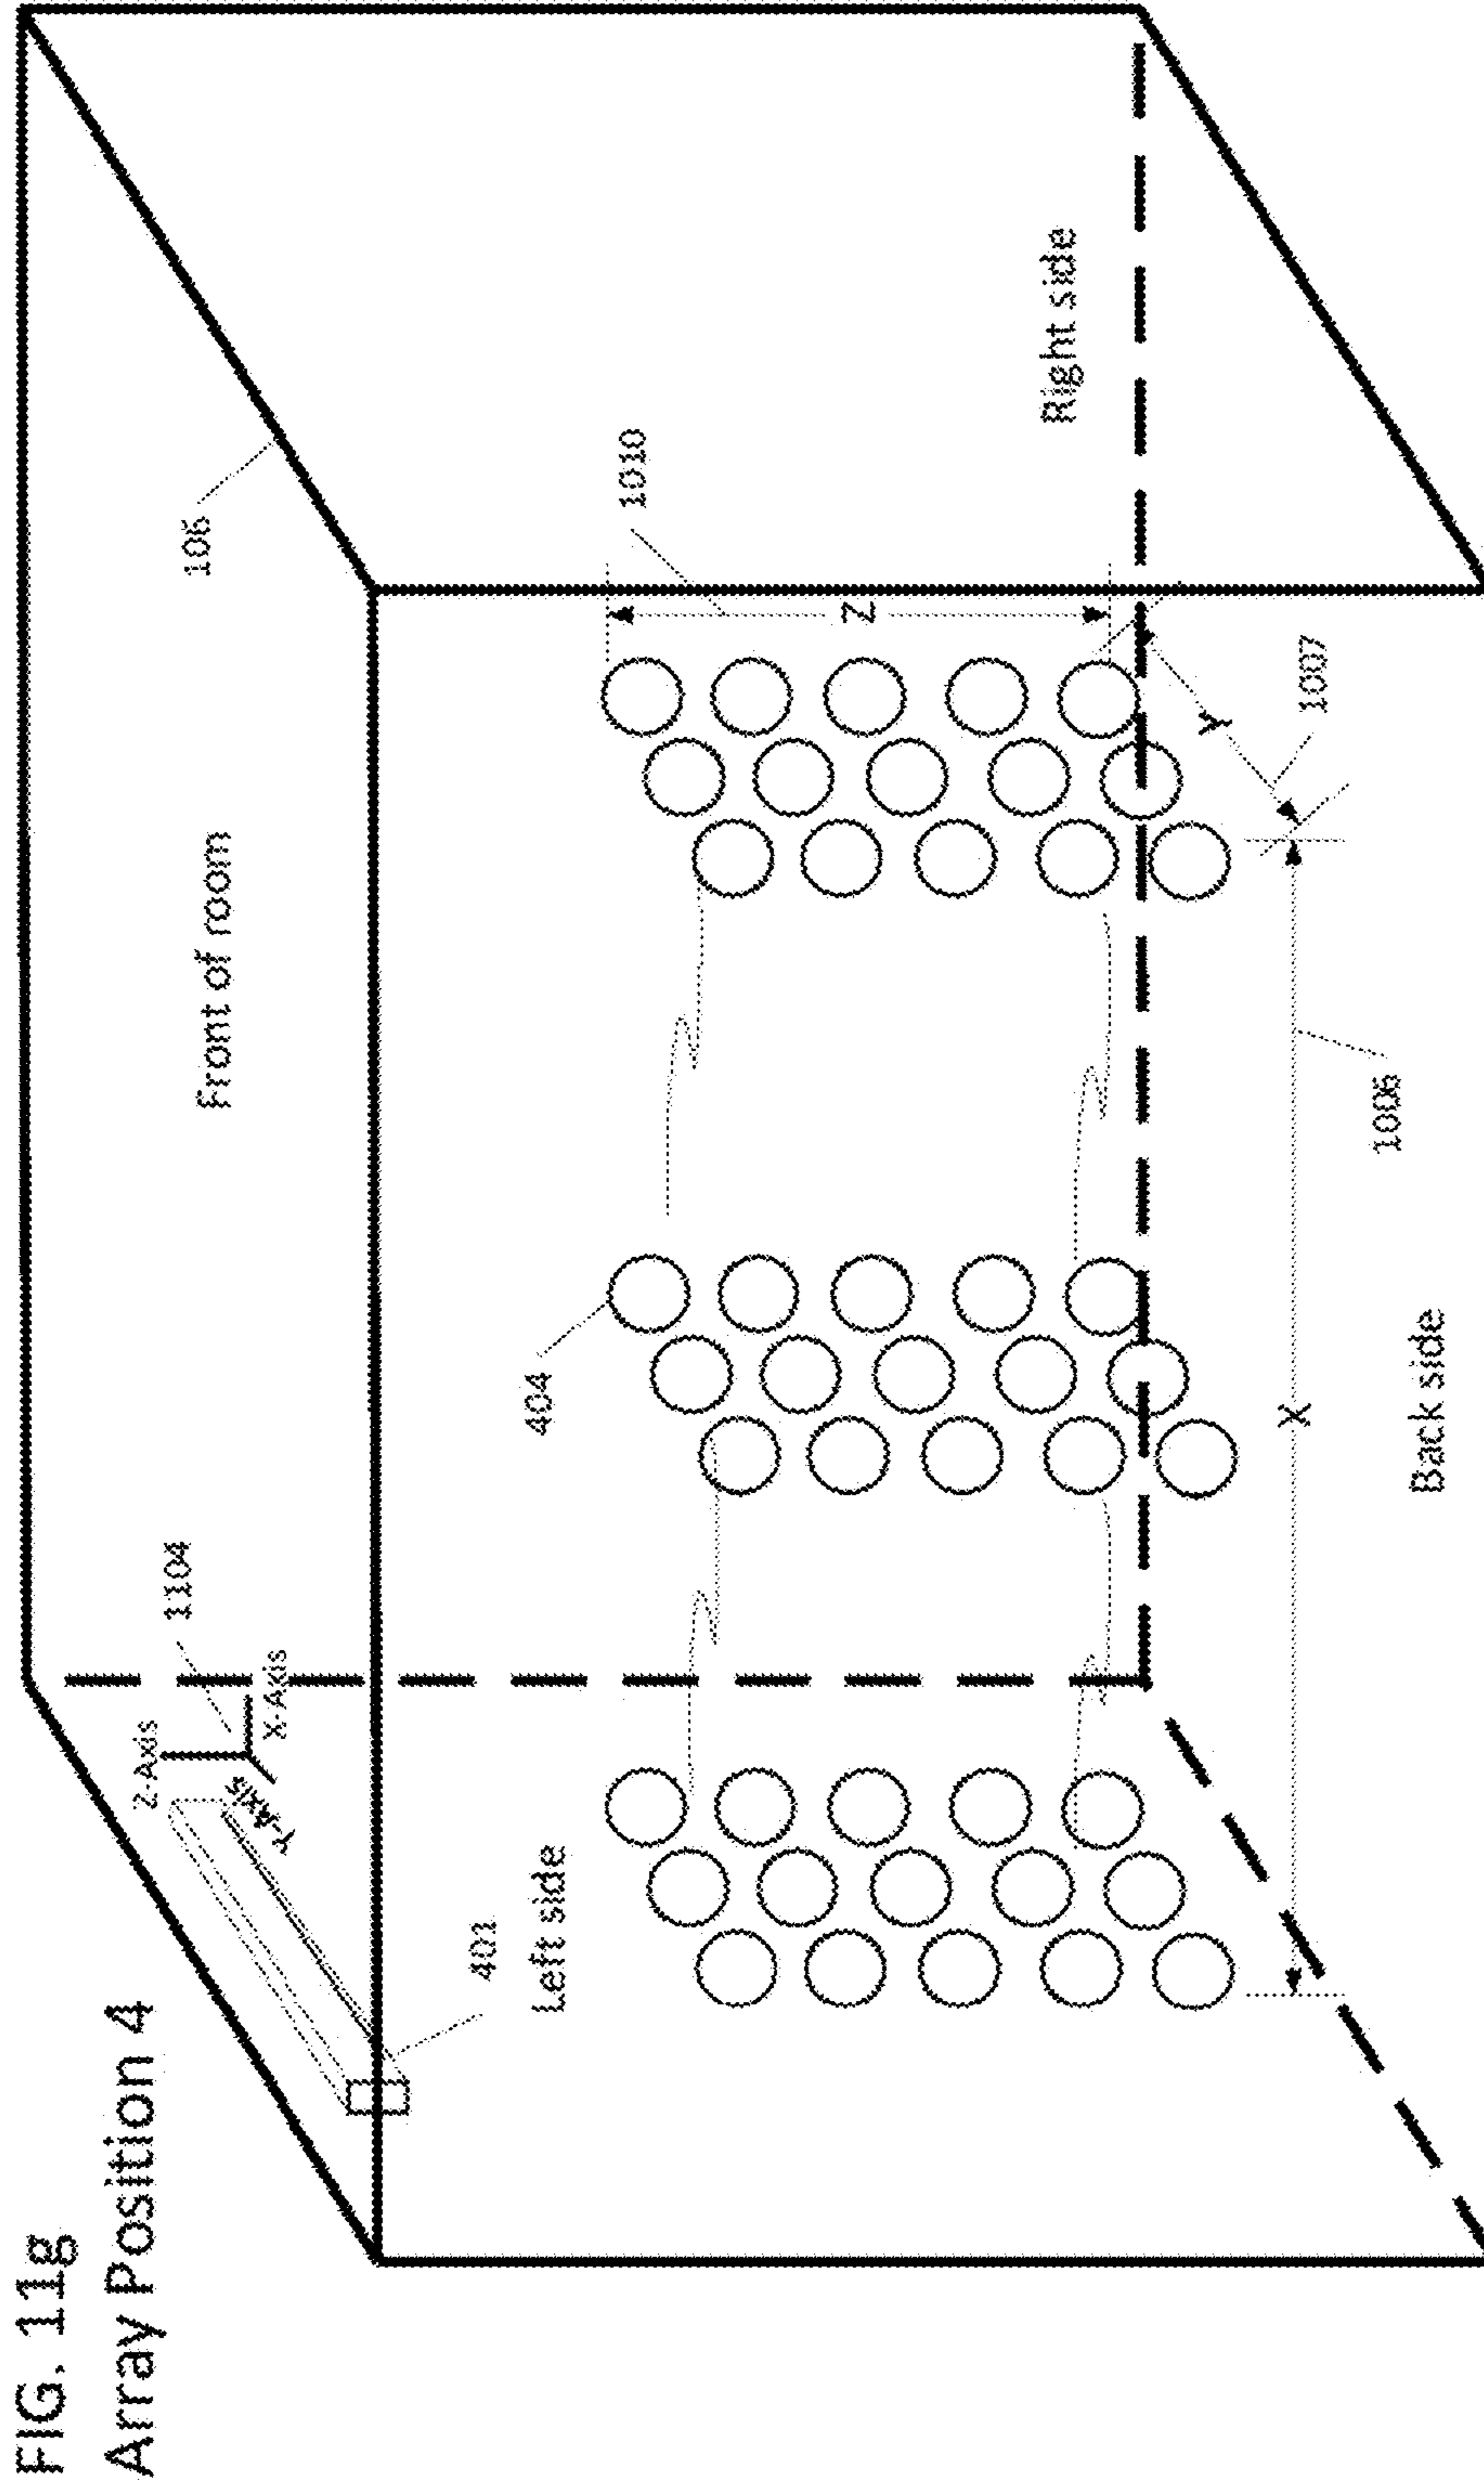 FIG. 11g
Array Position 4
1104
Z-Axis
X-Axis
Y-Axis
Front of room
106
401
Left side
404
1010
Z
Right side
Y
1007
X
1006
Back side